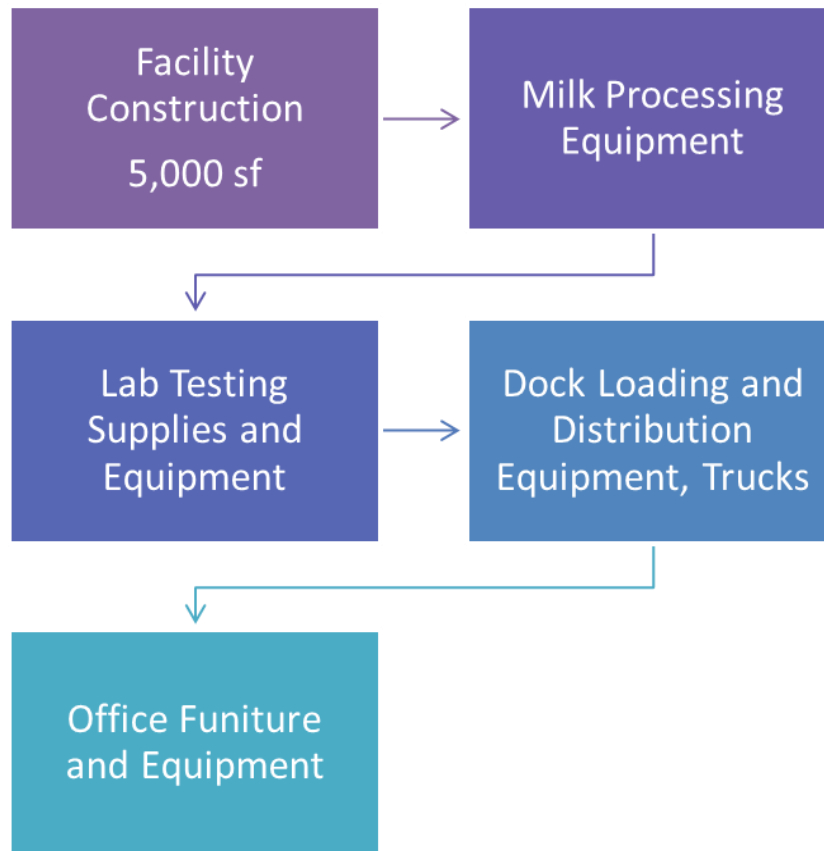 Facility
Construction
5,000 sf
Milk Processing
Equipment
Lab Testing
Supplies and
Equipment
Dock Loading and
Distribution
Equipment, Trucks
Office Funiture
and Equipment